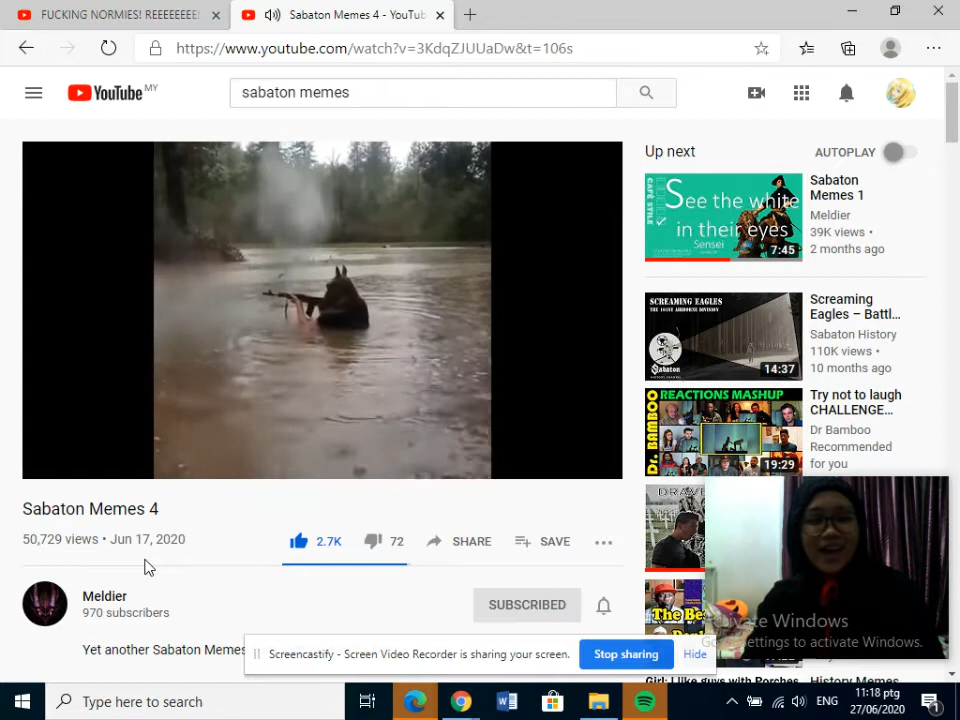 FUCKING NORMIES! REEEEEEEE!
Sabaton Memes 4 - YouTub
https://www.youtube.com/watch?v=3KdqZJUUaDw&t=106s
YouTube MY
sabaton memes
Up next
AUTOPLAY
CAFÉ STILE
See the white
in their eyes
Sensei
7:45
Sabaton
Memes 1
Meldier
39K views •
2 months ago
SCREAMING EAGLES
THE 101ST AIRBORNE DIVISION
Sabaton
14:37
Screaming
Eagles – Battl...
Sabaton History
110K views •
10 months ago
REACTIONS MASHUP
Dr. BAMBOO
19:29
Try not to laugh
CHALLENGE...
Dr Bamboo
Recommended
for you
Sabaton Memes 4
50,729 views • Jun 17, 2020
2.7K
72
SHARE
SAVE
Meldier
970 subscribers
SUBSCRIBED
Yet another Sabaton Memes
The Be
Girl: I like guys with Porches
History Memes
Activate Windows
Go to Settings to activate Windows.
Screencastify - Screen Video Recorder is sharing your screen.
Stop sharing
Hide
Type here to search
ENG
11:18 ptg
27/06/2020
1